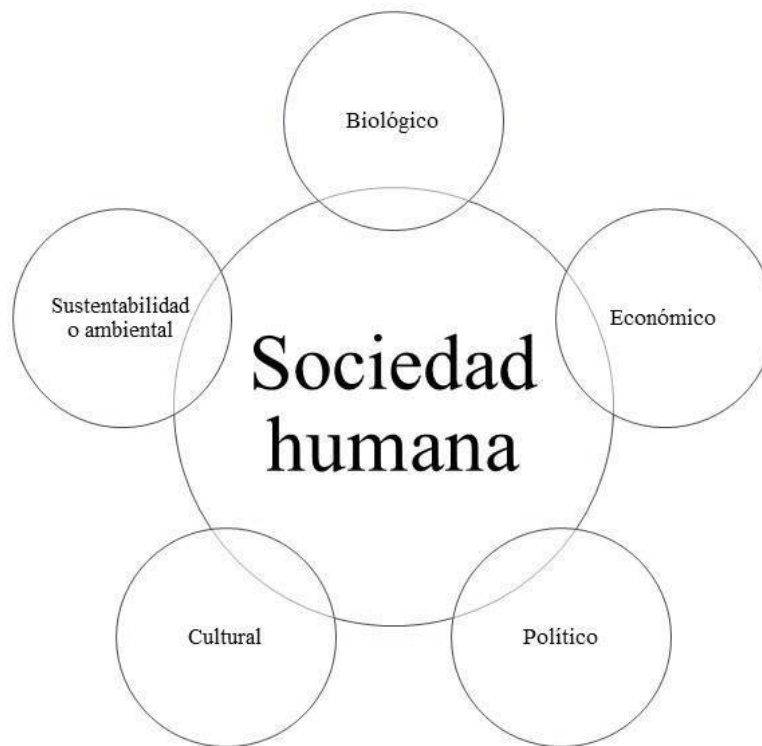 Biológico
Sustentabilidad
o ambiental
Económico
Sociedad
humana
Cultural
Político